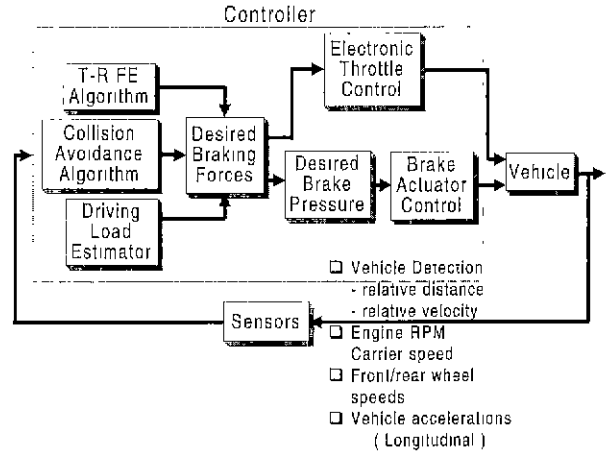 Controller
T-R FE
Algorithm
Collision
Avoidance
Algorithm
Driving
Load
Estimator
Desired
Braking
Forces
Electronic
Throttle
Control
Desired
Brake
Pressure
Brake
Actuator
Control
Vehicle
Sensors
❑ Vehicle Detection
- relative distance
- relative velocity
❑ Engine RPM
Carrier speed
❑ Front/rear wheel
speeds
❑ Vehicle accelerations
( Longitudinal )